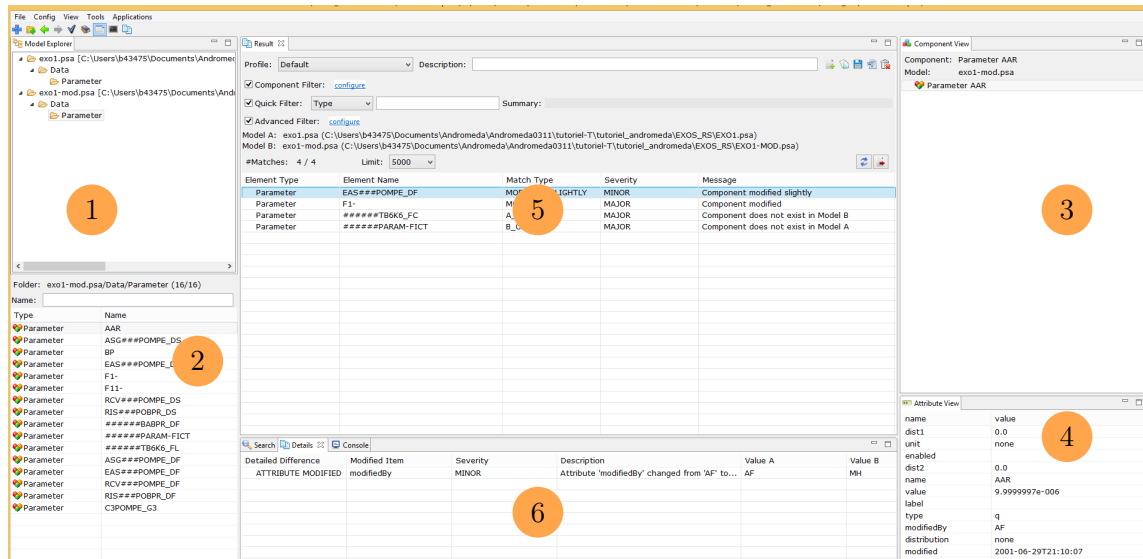 File Config View Tools Applications
Model Explorer
exo1.psa [C:\Users\b43475\Documents\Andromed
Data
Parameter
exo1-mod.psa [C:\Users\b43475\Documents\And
Data
Parameter
1
Folder: exo1-mod.psa/Data/Parameter (16/16)
Name:
Type Name
Parameter AAR
Parameter ASG###POMPE_DS
Parameter BP
Parameter EAS###POMPE_D
Parameter F1-
Parameter F11-
Parameter RCV###POMPE_DS
Parameter RIS###POBPR_DS
Parameter ######BABPR_DF
Parameter ######PARAM-FICT
Parameter ######TB6K6_FL
Parameter ASG###POMPE_DF
Parameter EAS###POMPE_DF
Parameter RCV###POMPE_DF
Parameter RIS###POBPR_DF
Parameter C3POMPE_G3
2
Result
Profile: Default Description:
Component Filter: configure
Quick Filter: Type Summary:
Advanced Filter: configure
Model A: exo1.psa (C:\Users\b43475\Documents\Andromeda\Andromeda0311\tutoriel-T\tutoriel_andromeda\EXOS_RS\EXO1.psa)
Model B: exo1-mod.psa (C:\Users\b43475\Documents\Andromeda\Andromeda0311\tutoriel-T\tutoriel_andromeda\EXOS_RS\EXO1-MOD.psa)
#Matches: 4 / 4 Limit: 5000
Element Type Element Name Match Type Severity Message
Parameter EAS###POMPE_DF MO LIGHTLY MINOR Component modified slightly
Parameter F1- M MAJOR Component modified
Parameter ######TB6K6_FC A_ MAJOR Component does not exist in Model B
Parameter ######PARAM-FICT B_O MAJOR Component does not exist in Model A
5
Search Details Console
Detailed Difference Modified Item Severity Description Value A Value B
ATTRIBUTE MODIFIED modifiedBy MINOR Attribute 'modifiedBy' changed from 'AF' to... AF MH
6
Component View
Component: Parameter AAR
Model: exo1-mod.psa
Parameter AAR
3
Attribute View
name value
dist1 0.0
unit none
enabled
dist2 0.0
name AAR
value 9.9999997e-006
label
type q
modifiedBy AF
distribution none
modified 2001-06-29T21:10:07
4